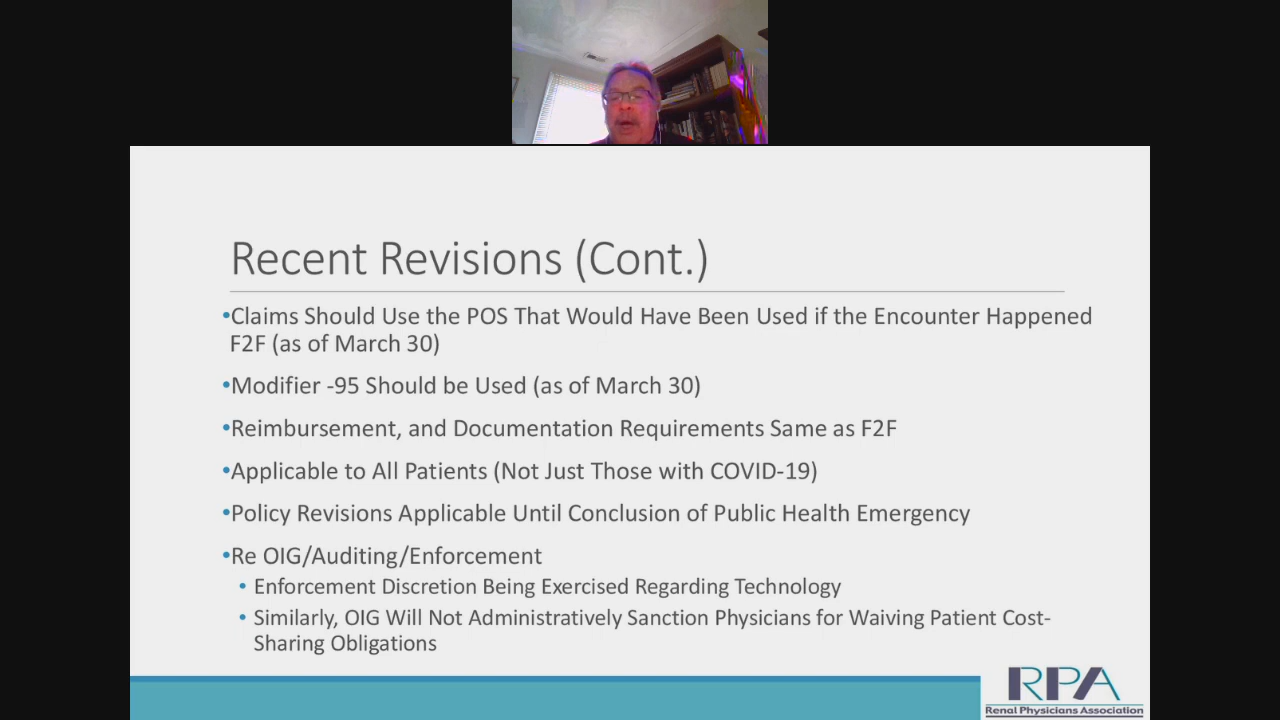 Recent Revisions (Cont.)
•Claims Should Use the POS That Would Have Been Used if the Encounter Happened
F2F (as of March 30)
•Modifier -95 Should be Used (as of March 30)
•Reimbursement, and Documentation Requirements Same as F2F
•Applicable to All Patients (Not Just Those with COVID-19)
•Policy Revisions Applicable Until Conclusion of Public Health Emergency
•Re OIG/Auditing/Enforcement
• Enforcement Discretion Being Exercised Regarding Technology
• Similarly, OIG Will Not Administratively Sanction Physicians for Waiving Patient Cost-
Sharing Obligations
RPA
Renal Physicians Association